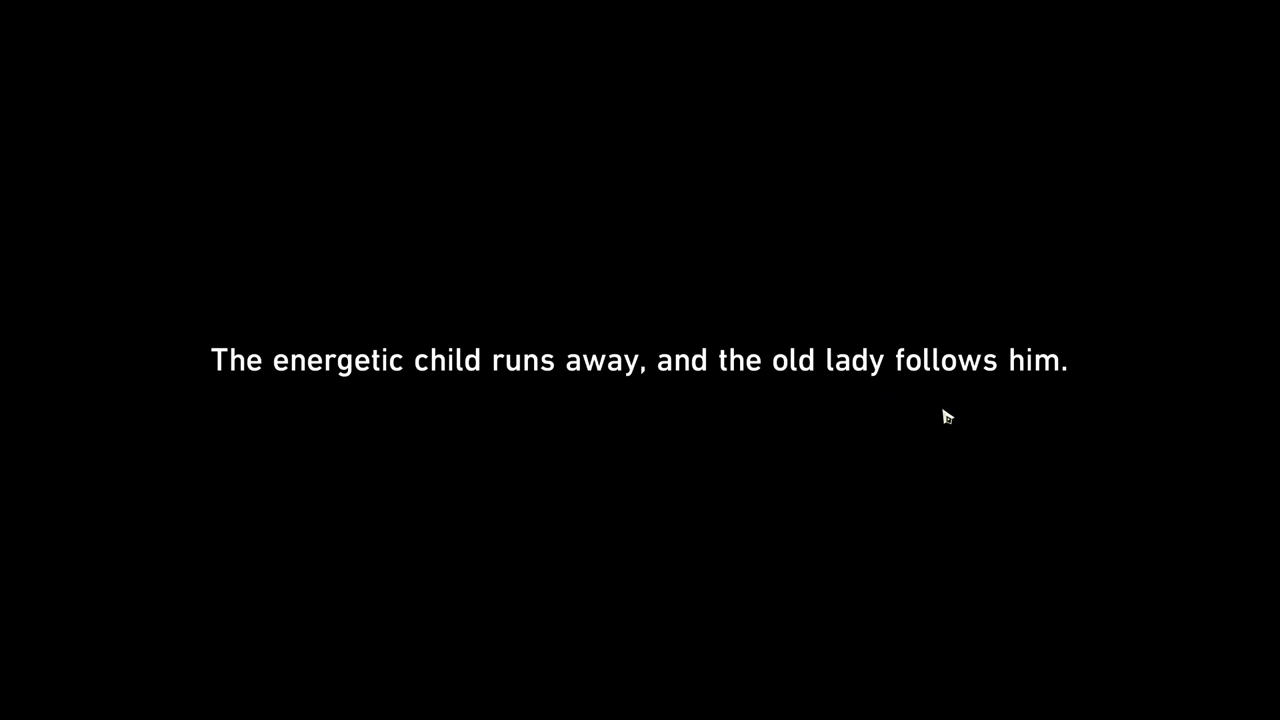 The energetic child runs away, and the old lady follows him.